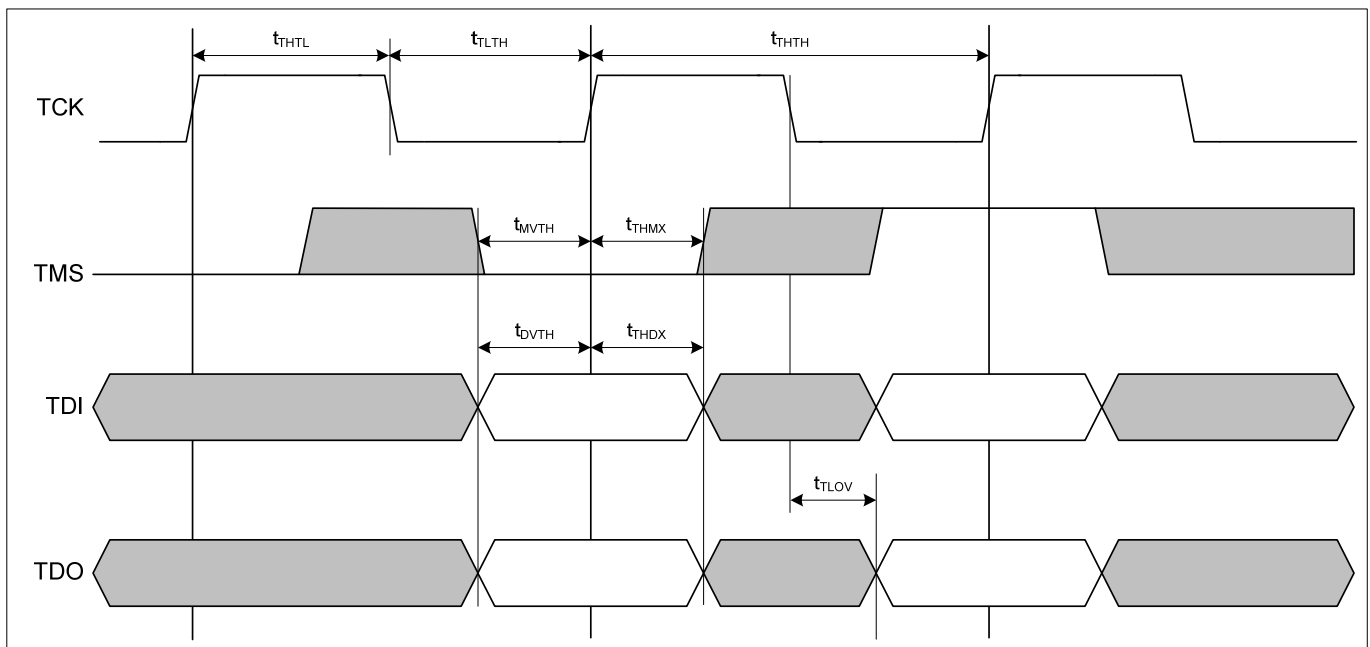 tTHTL tTLTH tTHTH
TCK
tMVTH tTHMX
TMS
tDVTH tTHDX
TDI
tTLOV
TDO